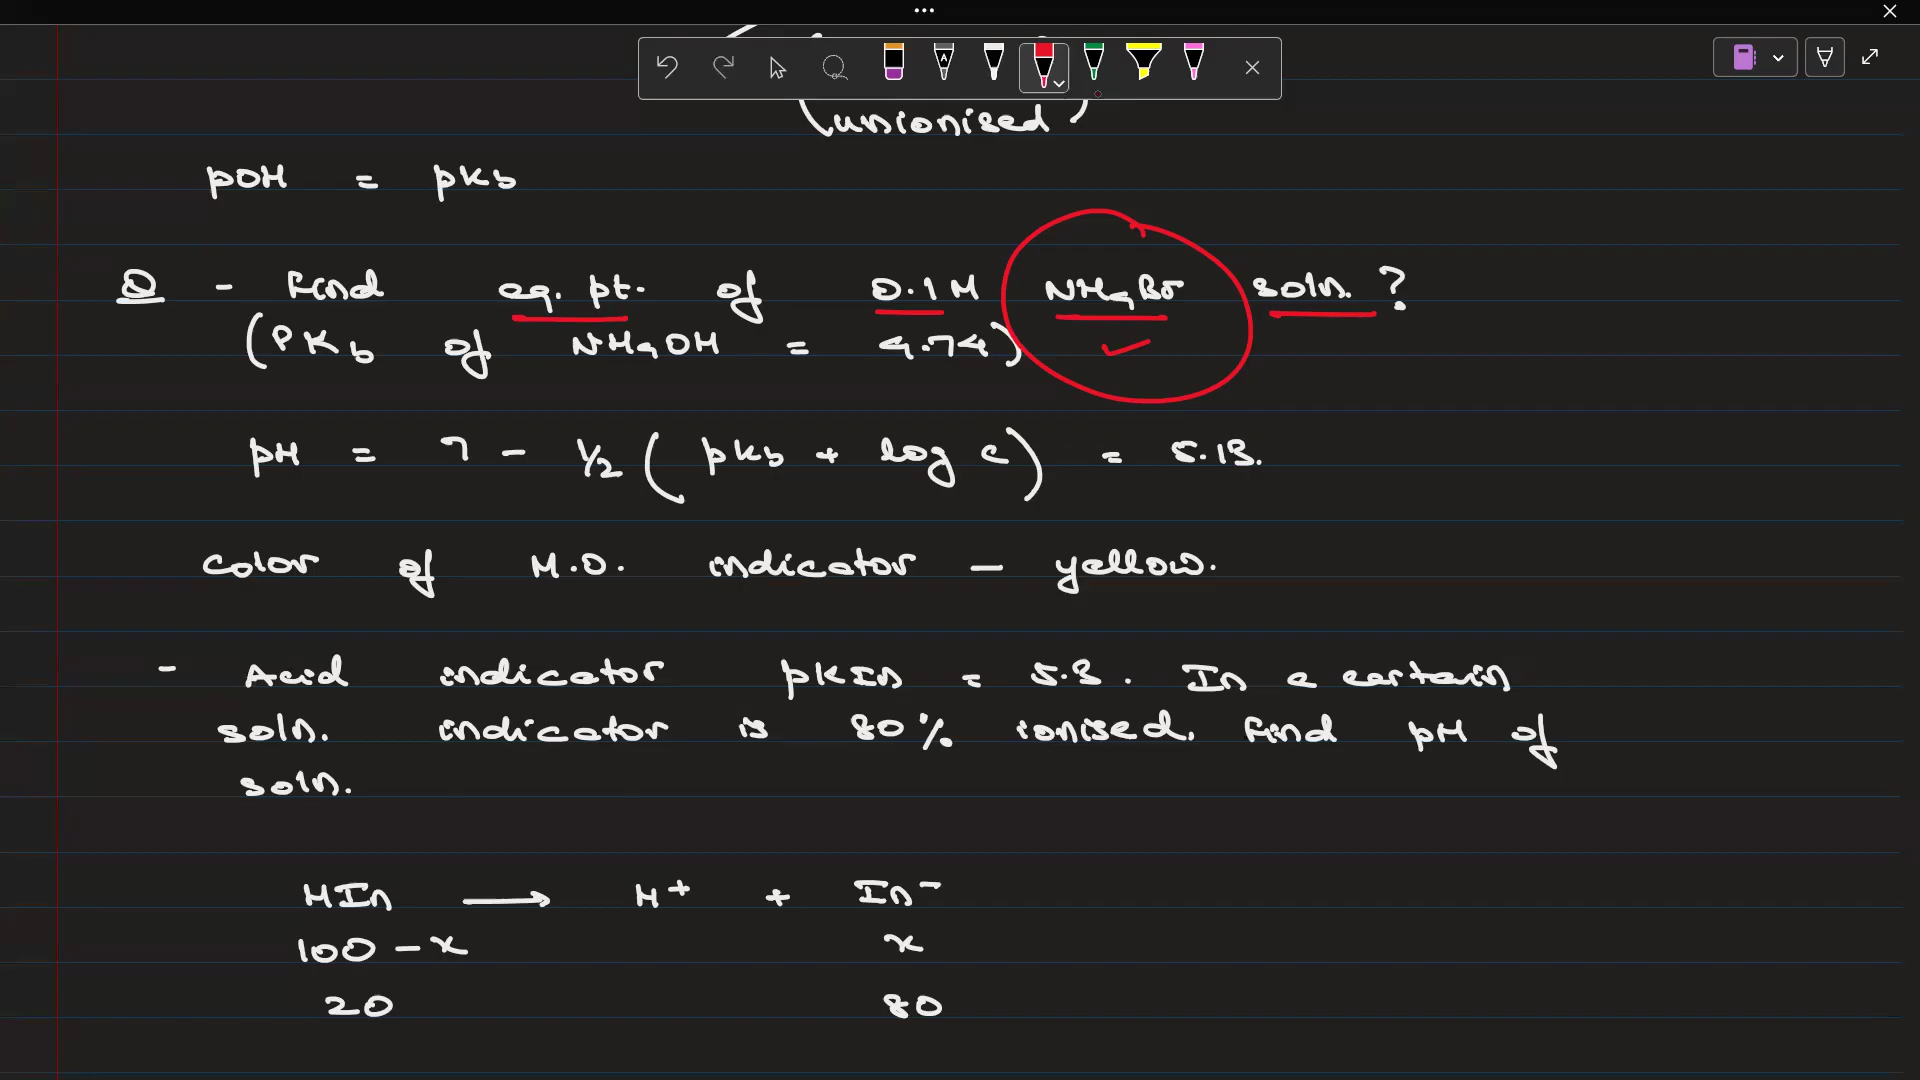 (unionised)
pOH = pKb
Q - Find eq. pt. of 0.1M NH4Br soln. ?
(PKb of NH4OH = 4.74)
pH = 7 - 1/2 ( pkb + log c ) = 5.13.
color of M.O. indicator - yellow.
- Acid indicator pKIn = 5.3. In a certain
soln. indicator is 80% ionised. Find pH of
soln.
HIn ⟶ H+ + In-
100-x x
20 80